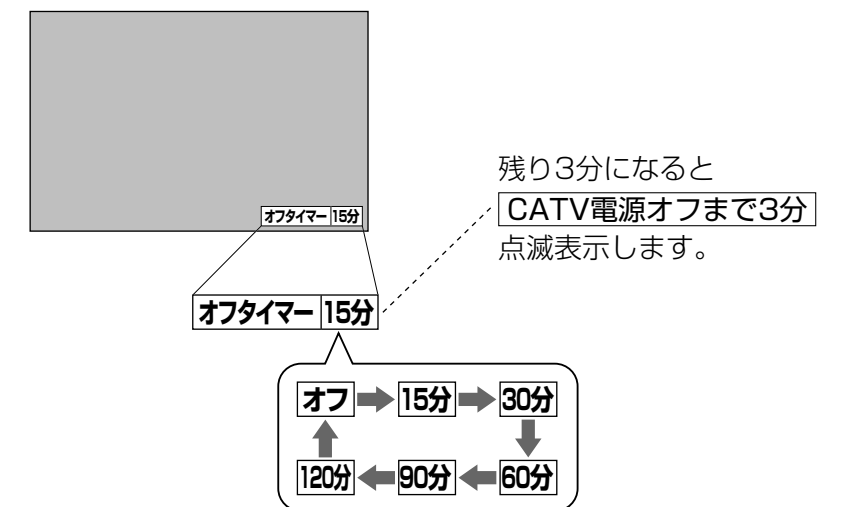 オフタイマー 15分
残り3分になると
CATV電源オフまで3分
点滅表示します。
オフタイマー 15分
オフ 15分 30分
120分 90分 60分